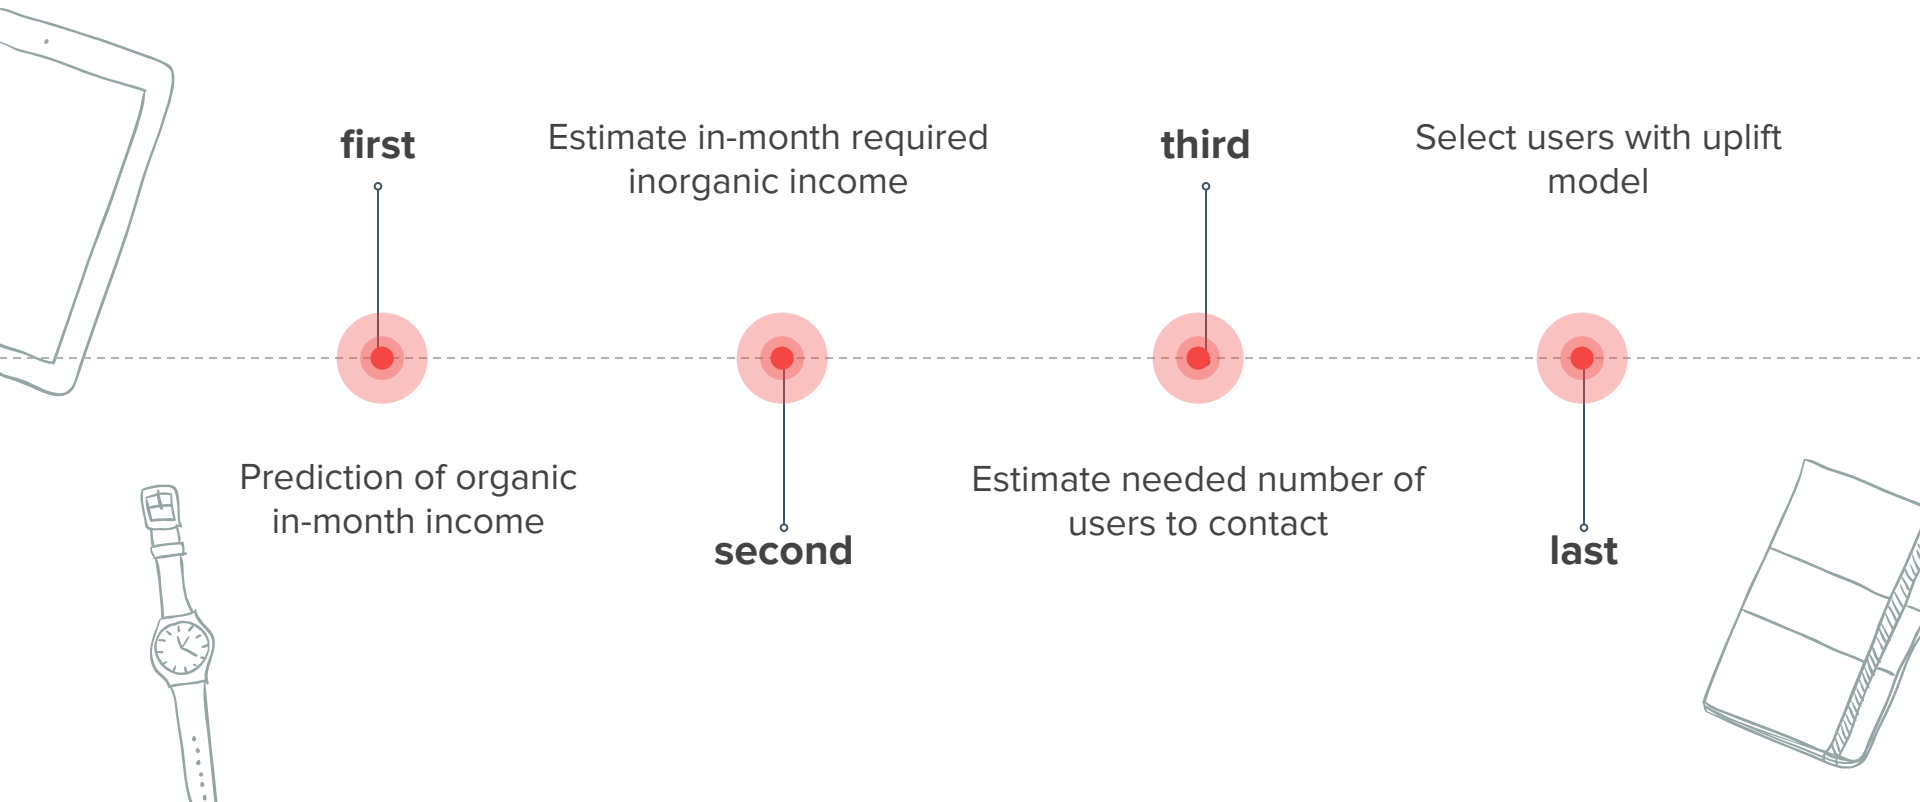 first
Prediction of organic
in-month income
Estimate in-month required
inorganic income
second
third
Estimate needed number of
users to contact
Select users with uplift
model
last